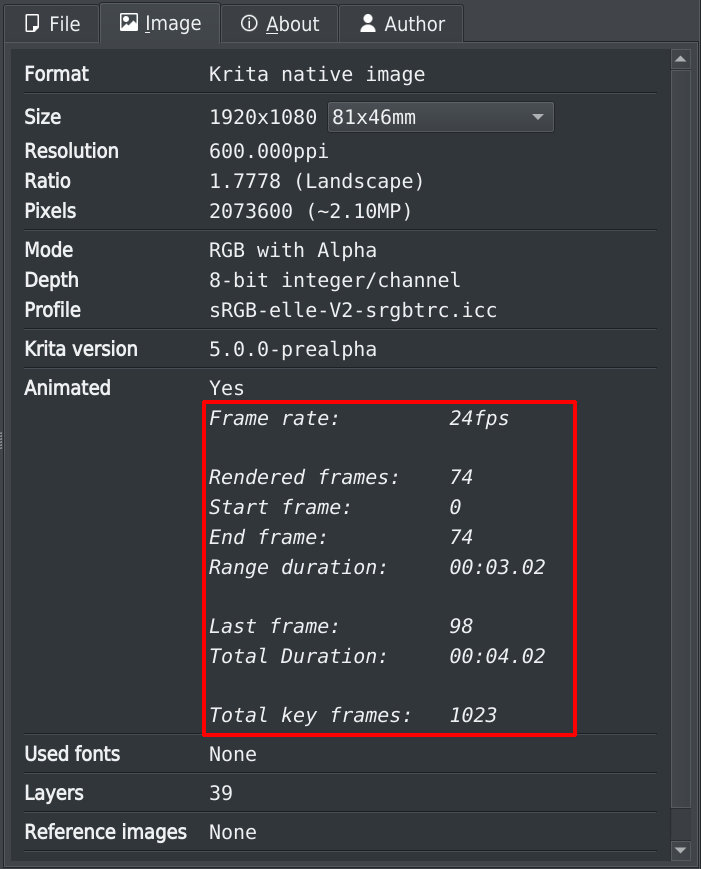 File Image About Author
Format Krita native image
Size 1920x1080 81x46mm
Resolution 600.000ppi
Ratio 1.7778 (Landscape)
Pixels 2073600 (~2.10MP)
Mode RGB with Alpha
Depth 8-bit integer/channel
Profile sRGB-elle-V2-srgbtrc.icc
Krita version 5.0.0-prealpha
Animated Yes
Frame rate: 24fps
Rendered frames: 74
Start frame: 0
End frame: 74
Range duration: 00:03.02
Last frame: 98
Total Duration: 00:04.02
Total key frames: 1023
Used fonts None
Layers 39
Reference images None